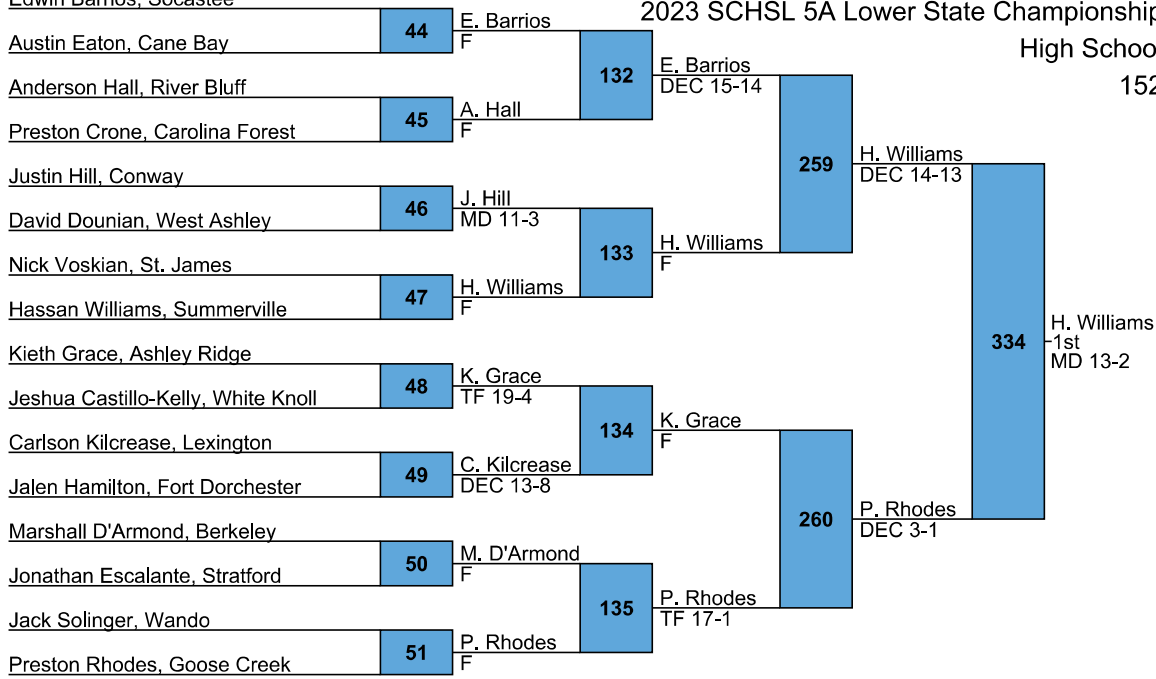 Edwin Barrios, Socastee
2023 SCHSL 5A Lower State Championship
High School
152
Austin Eaton, Cane Bay
44
E. Barrios
F
Anderson Hall, River Bluff
Preston Crone, Carolina Forest
45
A. Hall
F
132
E. Barrios
DEC 15-14
Justin Hill, Conway
David Dounian, West Ashley
46
J. Hill
MD 11-3
Nick Voskian, St. James
Hassan Williams, Summerville
47
H. Williams
F
133
H. Williams
F
259
H. Williams
DEC 14-13
Kieth Grace, Ashley Ridge
Jeshua Castillo-Kelly, White Knoll
48
K. Grace
TF 19-4
Carlson Kilcrease, Lexington
Jalen Hamilton, Fort Dorchester
49
C. Kilcrease
DEC 13-8
134
K. Grace
F
Marshall D'Armond, Berkeley
Jonathan Escalante, Stratford
50
M. D'Armond
F
Jack Solinger, Wando
Preston Rhodes, Goose Creek
51
P. Rhodes
F
135
P. Rhodes
TF 17-1
260
P. Rhodes
DEC 3-1
334
H. Williams
1st
MD 13-2